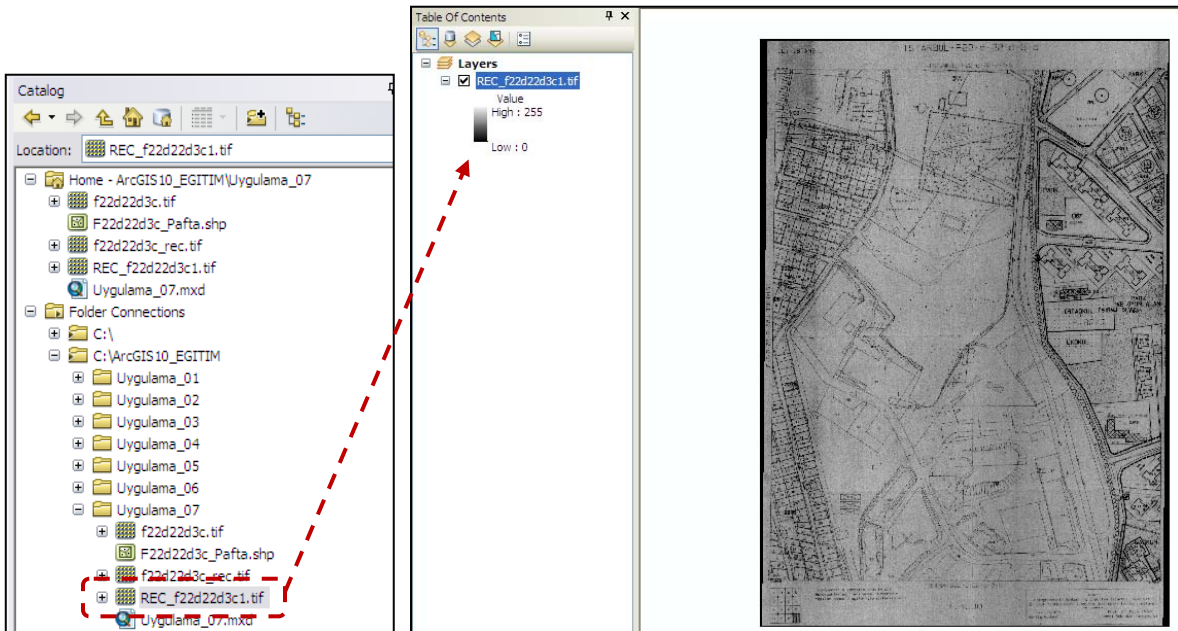 Catalog
Location: REC_f22d22d3c1.tif
Home - ArcGIS10_EGITIM\Uygulama_07
f22d22d3c.tif
F22d22d3c_Pafta.shp
f22d22d3c_rec.tif
REC_f22d22d3c1.tif
Uygulama_07.mxd
Folder Connections
C:\
C:\ArcGIS10_EGITIM
Uygulama_01
Uygulama_02
Uygulama_03
Uygulama_04
Uygulama_05
Uygulama_06
Uygulama_07
f22d22d3c.tif
F22d22d3c_Pafta.shp
f22d22d3c_rec.tif
REC_f22d22d3c1.tif
Uygulama_07.mxd
Table Of Contents
Layers
REC_f22d22d3c1.tif
Value
High : 255
Low : 0